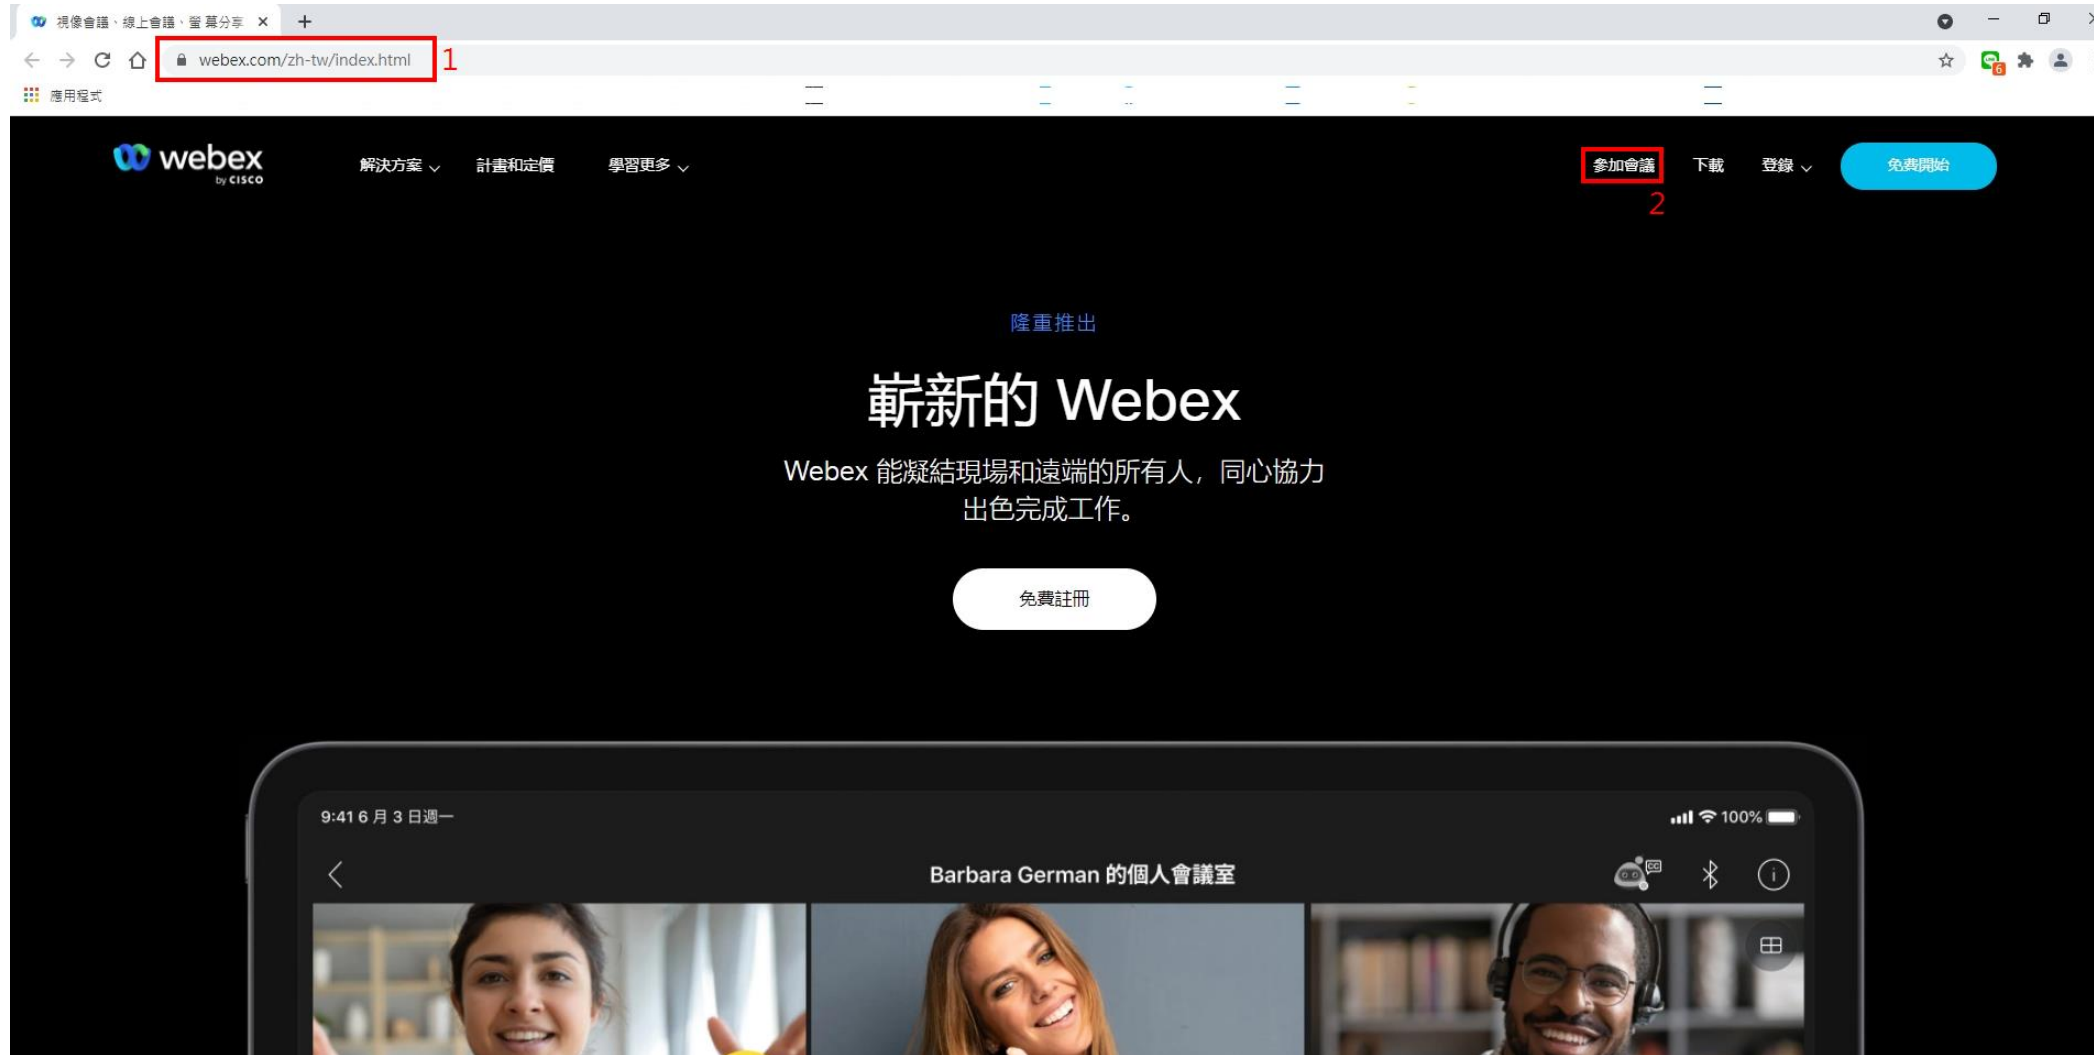 視像會議、線上會議、螢幕分享
webex.com/zh-tw/index.html
1
應用程式
6
webex
by CISCO
解決方案
計畫和定價
學習更多
參加會議
下載
登錄
免費開始
2
隆重推出
嶄新的 Webex
Webex 能凝結現場和遠端的所有人，同心協力
出色完成工作。
免費註冊
9:41 6 月 3 日週一
100%
Barbara German 的個人會議室
CC